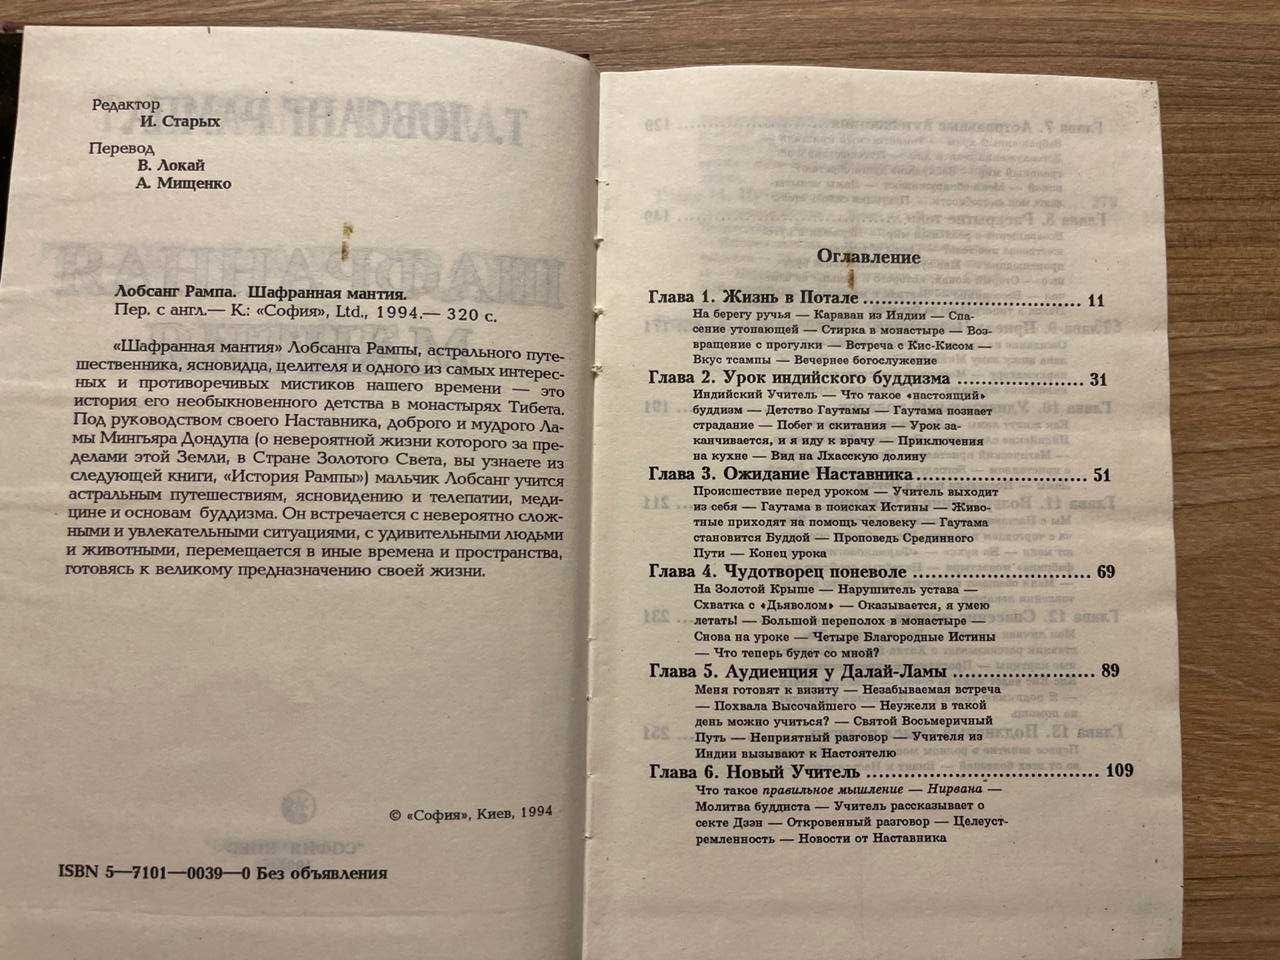 Редактор
И. Старых
Перевод
В. Локай
А. Мищенко
Лобсанг Рампа. Шафранная мантия.
Пер. с англ.— К.: «София», Ltd., 1994.— 320 с.
«Шафранная мантия» Лобсанга Рампы, астрального путе-
шественника, ясновидца, целителя и одного из самых интерес-
ных и противоречивых мистиков нашего времени — это
история его необыкновенного детства в монастырях Тибета.
Под руководством своего Наставника, доброго и мудрого Ла-
мы Мингьяра Дондупа (о невероятной жизни которого за пре-
делами этой Земли, в Стране Золотого Света, вы узнаете из
следующей книги, «История Рампы») мальчик Лобсанг учится
астральным путешествиям, ясновидению и телепатии, меди-
цине и основам буддизма. Он встречается с невероятно слож-
ными и увлекательными ситуациями, с удивительными людьми
и животными, перемещается в иные времена и пространства,
готовясь к великому предназначению своей жизни.
© «София», Киев, 1994
ISBN 5—7101—0039—0 Без объявления
Оглавление
Глава 1. Жизнь в Потале ........ 11
На берегу ручья — Караван из Индии — Спа-
сение утопающей — Стирка в монастыре — Воз-
вращение с прогулки — Встреча с Кис-Кисом —
Вкус тсампы — Вечернее богослужение
Глава 2. Урок индийского буддизма ........ 31
Индийский Учитель — Что такое «настоящий»
буддизм — Детство Гаутамы — Гаутама познает
страдание — Побег и скитания — Урок за-
канчивается, и я иду к врачу — Приключения
на кухне — Вид на Лхасскую долину
Глава 3. Ожидание Наставника ........ 51
Происшествие перед уроком — Учитель выходит
из себя — Гаутама в поисках Истины — Живо-
тные приходят на помощь человеку — Гаутама
становится Буддой — Проповедь Срединного
Пути — Конец урока
Глава 4. Чудотворец поневоле ........ 69
На Золотой Крыше — Нарушитель устава —
Схватка с «Дьяволом» — Оказывается, я умею
летать! — Большой переполох в монастыре —
Снова на уроке — Четыре Благородные Истины
— Что теперь будет со мной?
Глава 5. Аудиенция у Далай-Ламы ........ 89
Меня готовят к визиту — Незабываемая встреча
— Похвала Высочайшего — Неужели в такой
день можно учиться? — Святой Восьмеричный
Путь — Неприятный разговор — Учителя из
Индии вызывают к Настоятелю
Глава 6. Новый Учитель ........ 109
Что такое правильное мышление — Нирвана —
Молитва буддиста — Учитель рассказывает о
секте Дзэн — Откровенный разговор — Целеуст-
ремленность — Новости от Наставника